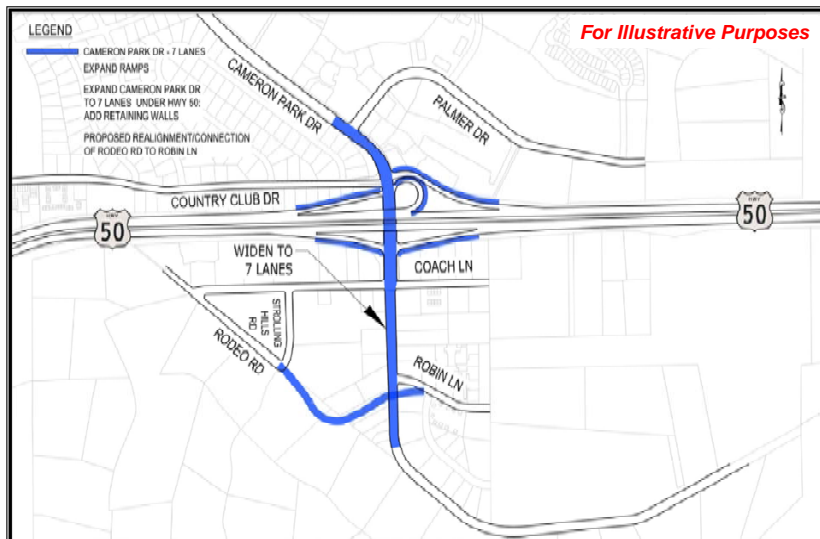 For Illustrative Purposes
LEGEND
CAMERON PARK DR - 7 LANES
EXPAND RAMPS
EXPAND CAMERON PARK DR
TO 7 LANES UNDER HWY 50:
ADD RETAINING WALLS
PROPOSED REALIGNMENT/CONNECTION
OF RODEO RD TO ROBIN LN
CAMERON PARK DR
PALMER DR
COUNTRY CLUB DR
HWY
50
HWY
50
WIDEN TO
7 LANES
COACH LN
STROLLING
HILLS
RD
RODEO RD
ROBIN LN